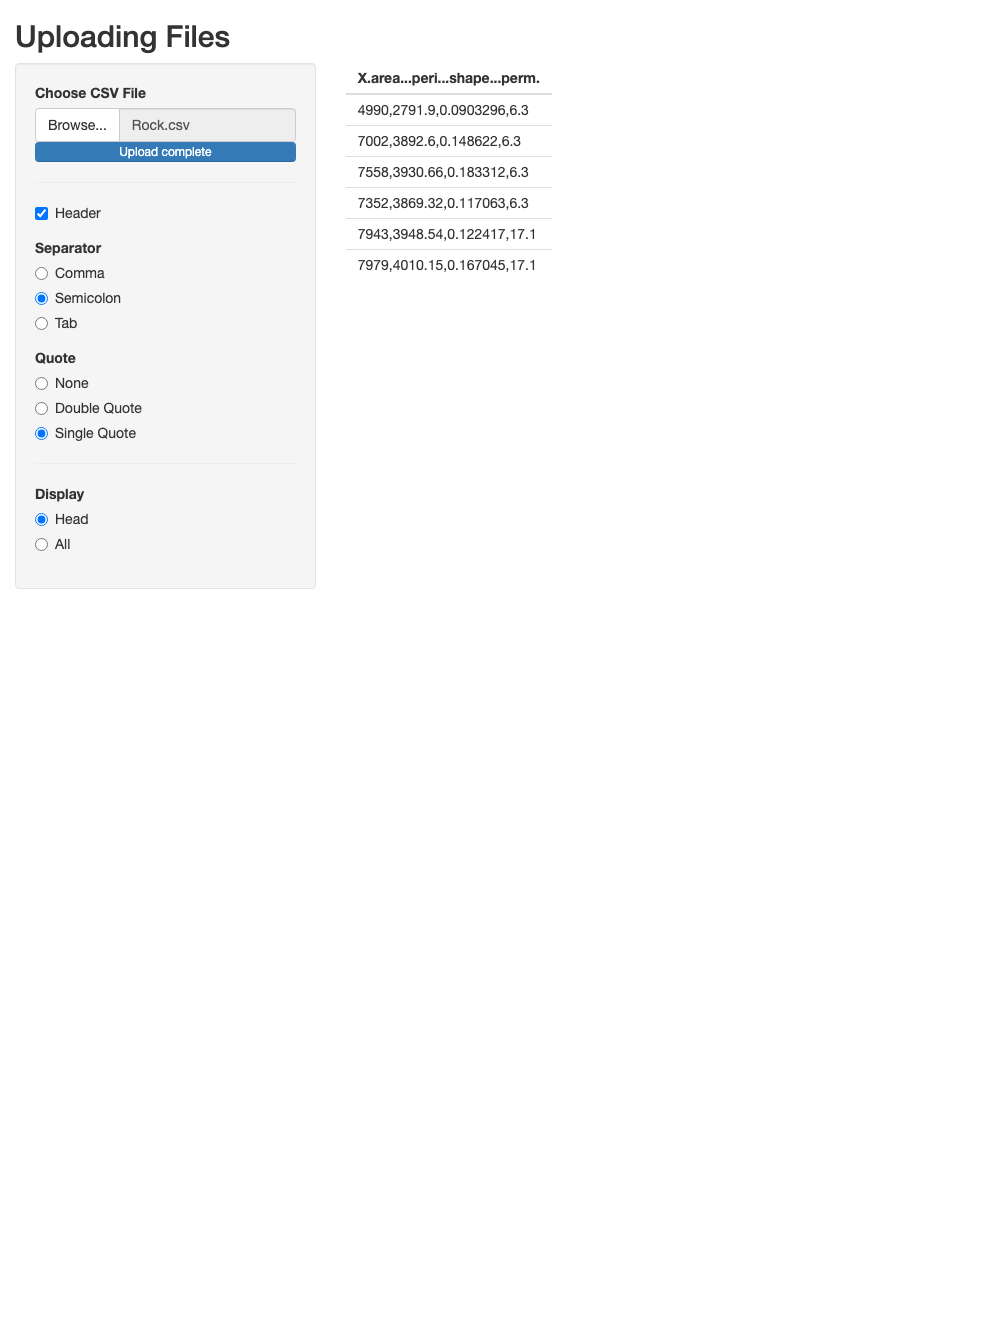 Uploading Files
Choose CSV File
Browse...
Rock.csv
Upload complete
Header
Separator
Comma
Semicolon
Tab
Quote
None
Double Quote
Single Quote
Display
Head
All
X.area...peri...shape...perm.
4990,2791.9,0.0903296,6.3
7002,3892.6,0.148622,6.3
7558,3930.66,0.183312,6.3
7352,3869.32,0.117063,6.3
7943,3948.54,0.122417,17.1
7979,4010.15,0.167045,17.1